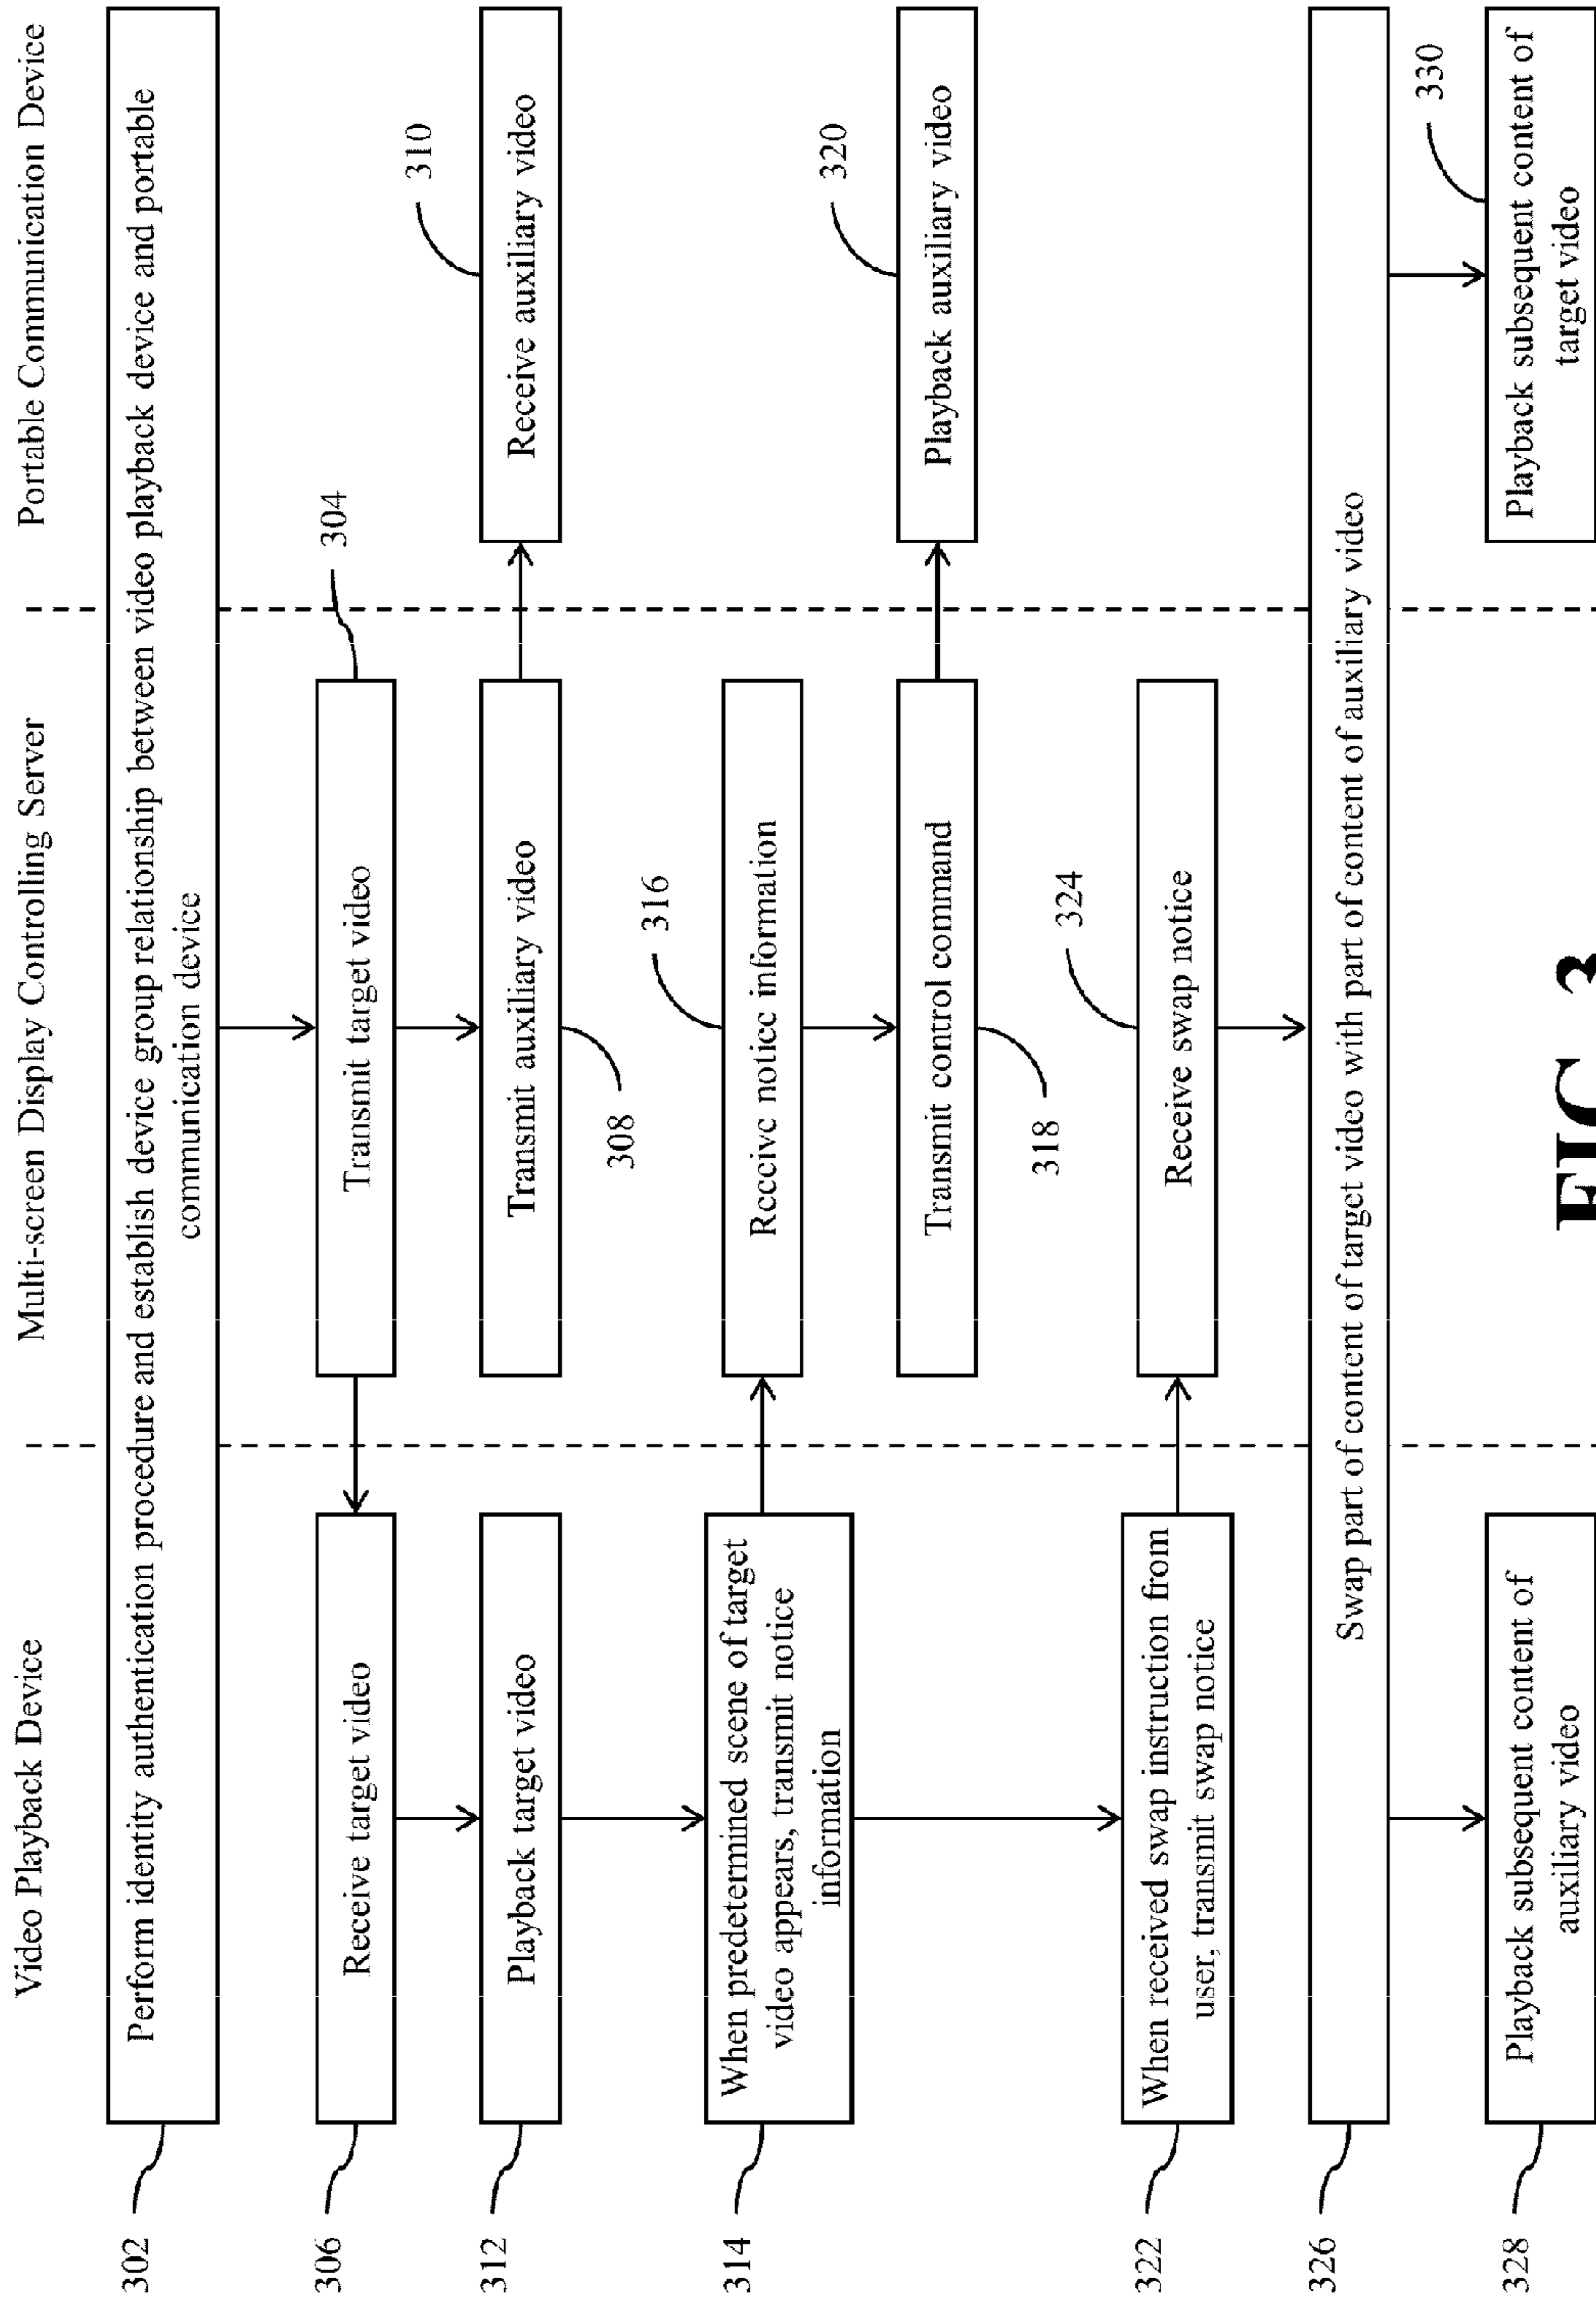 Video Playback Device
Multi-screen Display Controlling Server
Portable Communication Device
302
Perform identity authentication procedure and establish device group relationship between video playback device and portable
communication device
304
Transmit target video
306
Receive target video
308
Transmit auxiliary video
310
Receive auxiliary video
312
Playback target video
314
When predetermined scene of target
video appears, transmit notice
information
316
Receive notice information
318
Transmit control command
320
Playback auxiliary video
322
When received swap instruction from
user, transmit swap notice
324
Receive swap notice
326
Swap part of content of target video with part of content of auxiliary video
328
Playback subsequent content of
auxiliary video
330
Playback subsequent content of
target video
FIG. 3